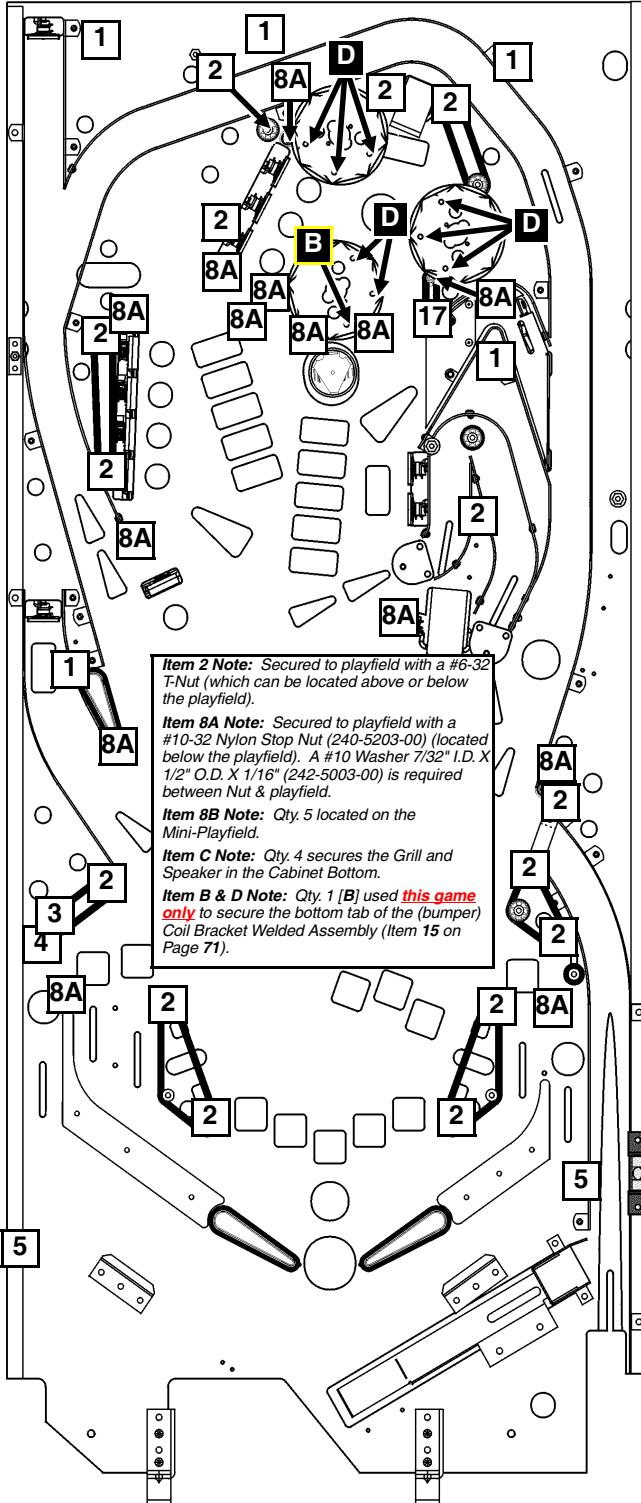 1
1
1
D
2
8A
2
2
2
D
D
B
8A
8A
8A
8A
8A
17
8A
8A
2
1
2
2
8A
8A
Item 2 Note: Secured to playfield with a #6-32
T-Nut (which can be located above or below
the playfield).
Item 8A Note: Secured to playfield with a
#10-32 Nylon Stop Nut (240-5203-00) (located
below the playfield). A #10 Washer 7/32" I.D. X
1/2" O.D. X 1/16" (242-5003-00) is required
between Nut & playfield.
Item 8B Note: Qty. 5 located on the
Mini-Playfield.
Item C Note: Qty. 4 secures the Grill and
Speaker in the Cabinet Bottom.
Item B & D Note: Qty. 1 [B] used this game
only to secure the bottom tab of the (bumper)
Coil Bracket Welded Assembly (Item 15 on
Page 71).
1
8A
8A
2
2
2
3
4
2
8A
8A
2
2
2
2
5
5